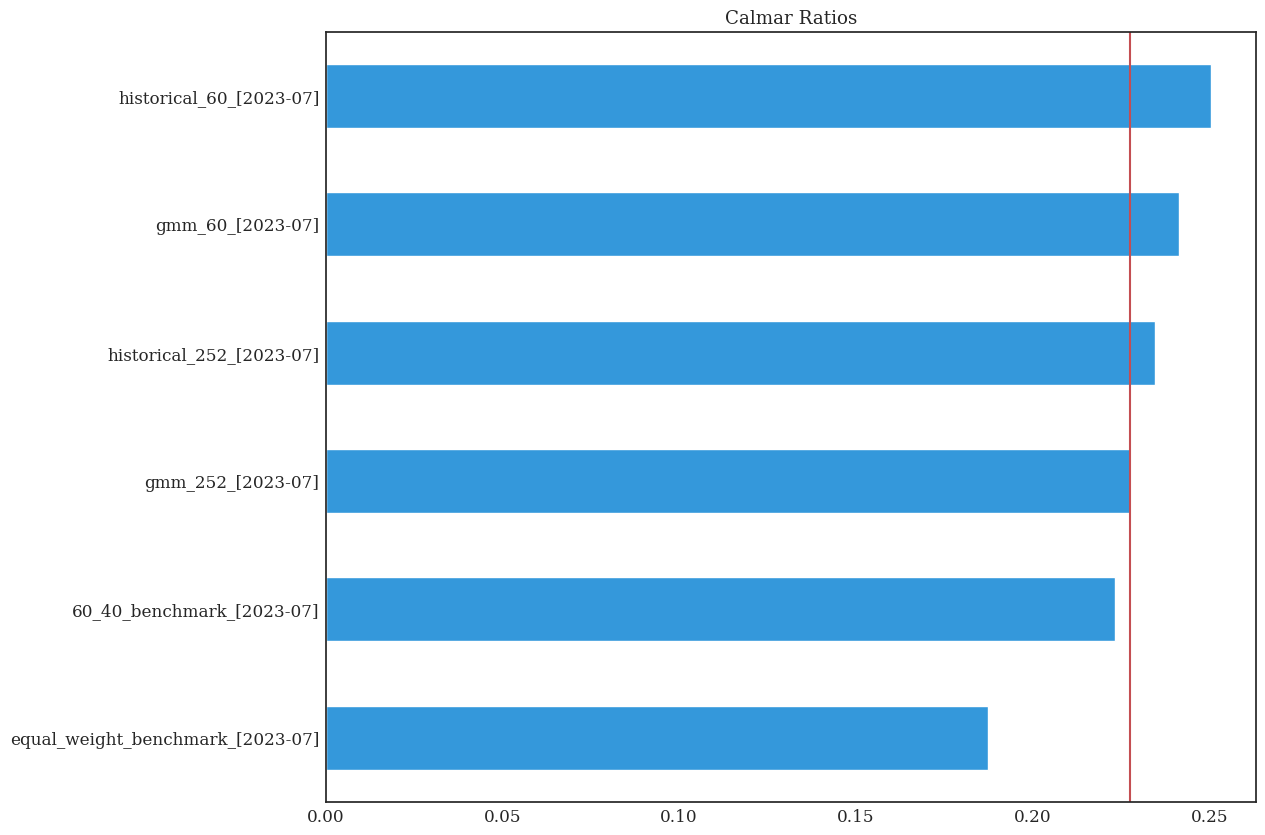 Calmar Ratios
historical_60_[2023-07]
gmm_60_[2023-07]
historical_252_[2023-07]
gmm_252_[2023-07]
60_40_benchmark_[2023-07]
equal_weight_benchmark_[2023-07]
0.00 0.05 0.10 0.15 0.20 0.25